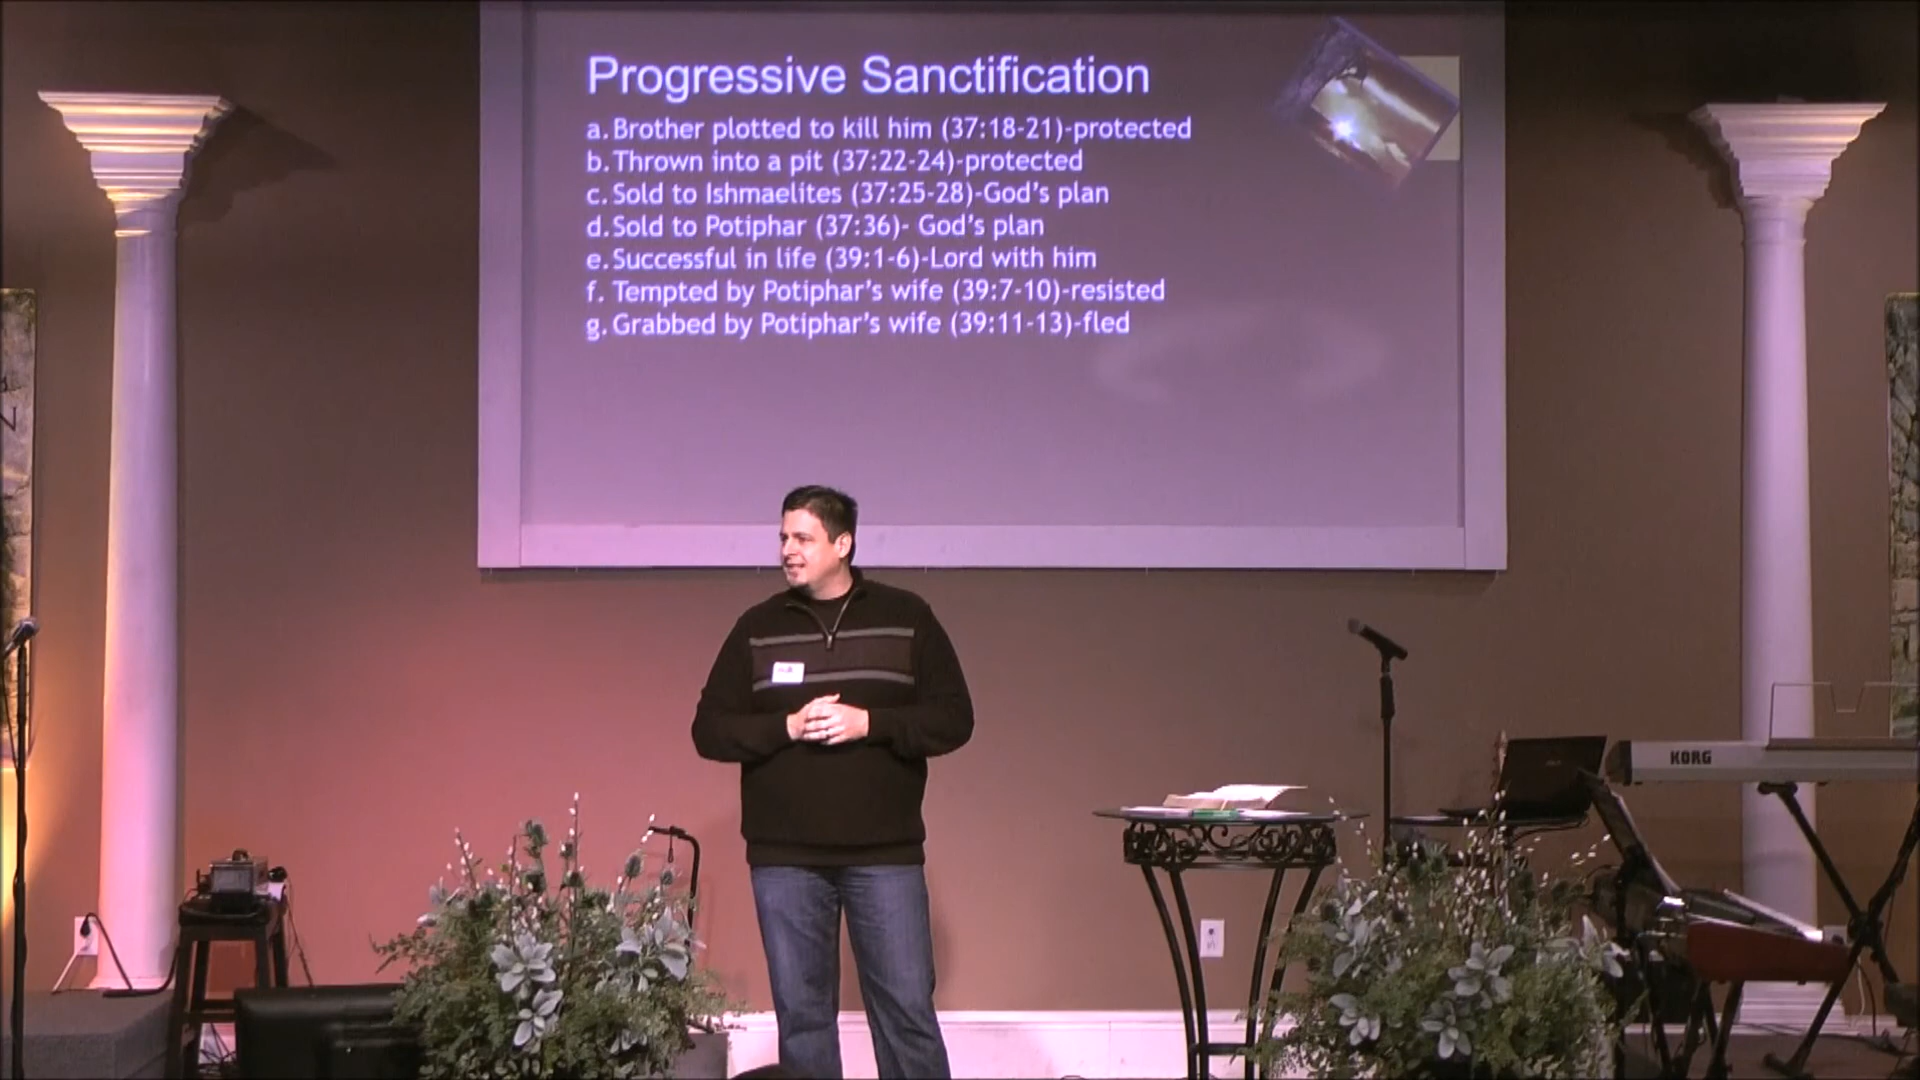 Progressive Sanctification
a. Brother plotted to kill him (37:18-21)-protected
b. Thrown into a pit (37:22-24)-protected
c. Sold to Ishmaelites (37:25-28)-God's plan
d. Sold to Potiphar (37:36)- God's plan
e. Successful in life (39:1-6)-Lord with him
f. Tempted by Potiphar's wife (39:7-10)-resisted
g. Grabbed by Potiphar's wife (39:11-13)-fled
KORG